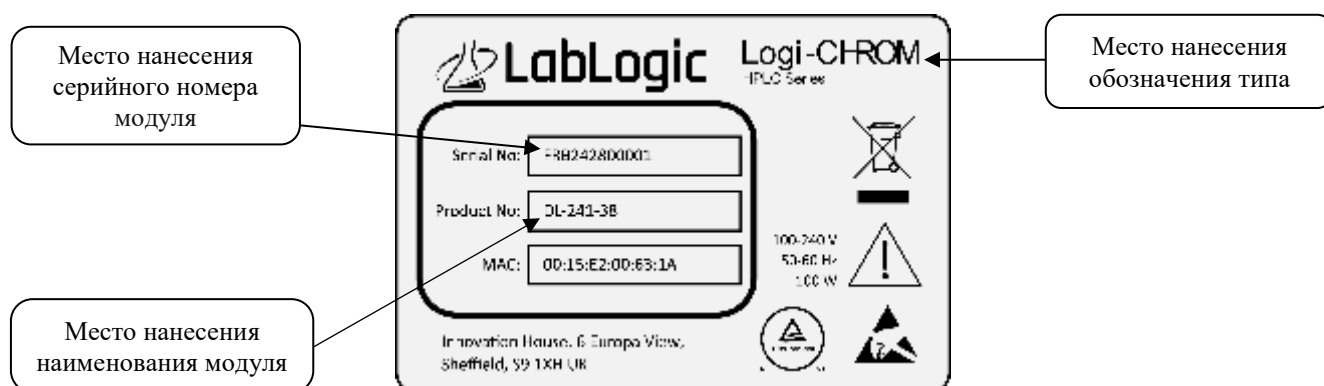 Место нанесения
серийного номера
модуля
Место нанесения
наименования модуля
LabLogic
Logi-CHROM
HPLC Series
Serial No:
Product No: DL-241-3B
MAC: 00:15:E2:00:63:1A
100-240 V
50-60 Hz
100 W
Innovation House, 6 Europa View,
Sheffield, S9 1XH UK
Место нанесения
обозначения типа